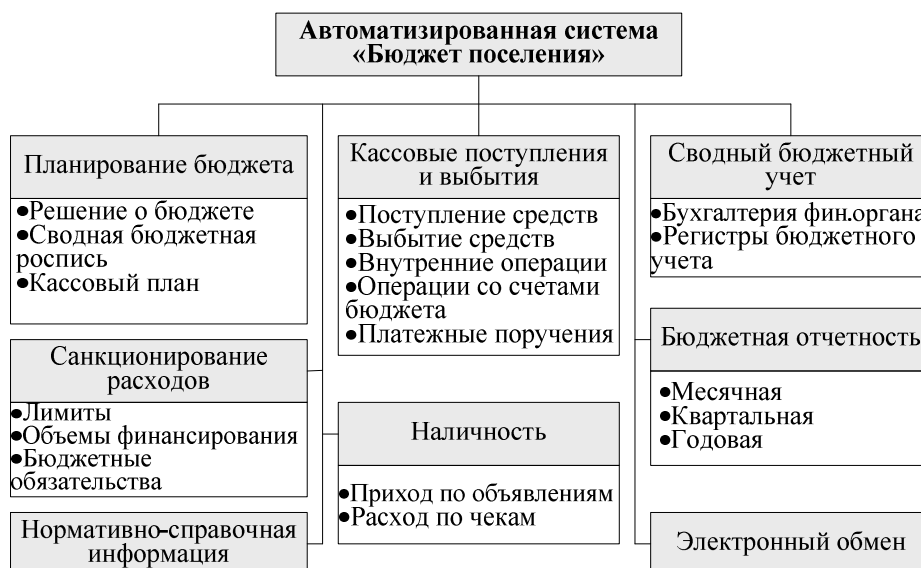 Автоматизированная система
«Бюджет поселения»
Планирование бюджета
●Решение о бюджете
●Сводная бюджетная
роспись
●Кассовый план
Санкционирование
расходов
●Лимиты
●Объемы финансирования
●Бюджетные
обязательства
Нормативно-справочная
информация
Кассовые поступления
и выбытия
●Поступление средств
●Выбытие средств
●Внутренние операции
●Операции со счетами
бюджета
●Платежные поручения
Наличность
●Приход по объявлениям
●Расход по чекам
Сводный бюджетный
учет
●Бухгалтерия фин.органа
●Регистры бюджетного
учета
Бюджетная отчетность
●Месячная
●Квартальная
●Годовая
Электронный обмен